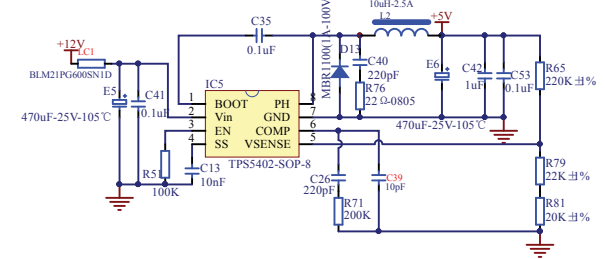 10uH-2.5A
L2
+5V
C35
0.1uF
MBR1100(1A-100V
D13
C40
220pF
R76
22 Ω-0805
E6
470uF-25V-105℃
C42
1uF
C53
0.1uF
R65
220K±1%
+12V
LC1
BLM21PG600SN1D
E5
C41
0.1uF
470uF-25V-105℃
IC5
1 BOOT PH 8
2 Vin GND 7
3 EN COMP 6
4 SS VSENSE 5
TPS5402-SOP-8
R51
100K
C13
10nF
C26
220pF
R71
200K
C39
10pF
R79
22K±1%
R81
20K±1%